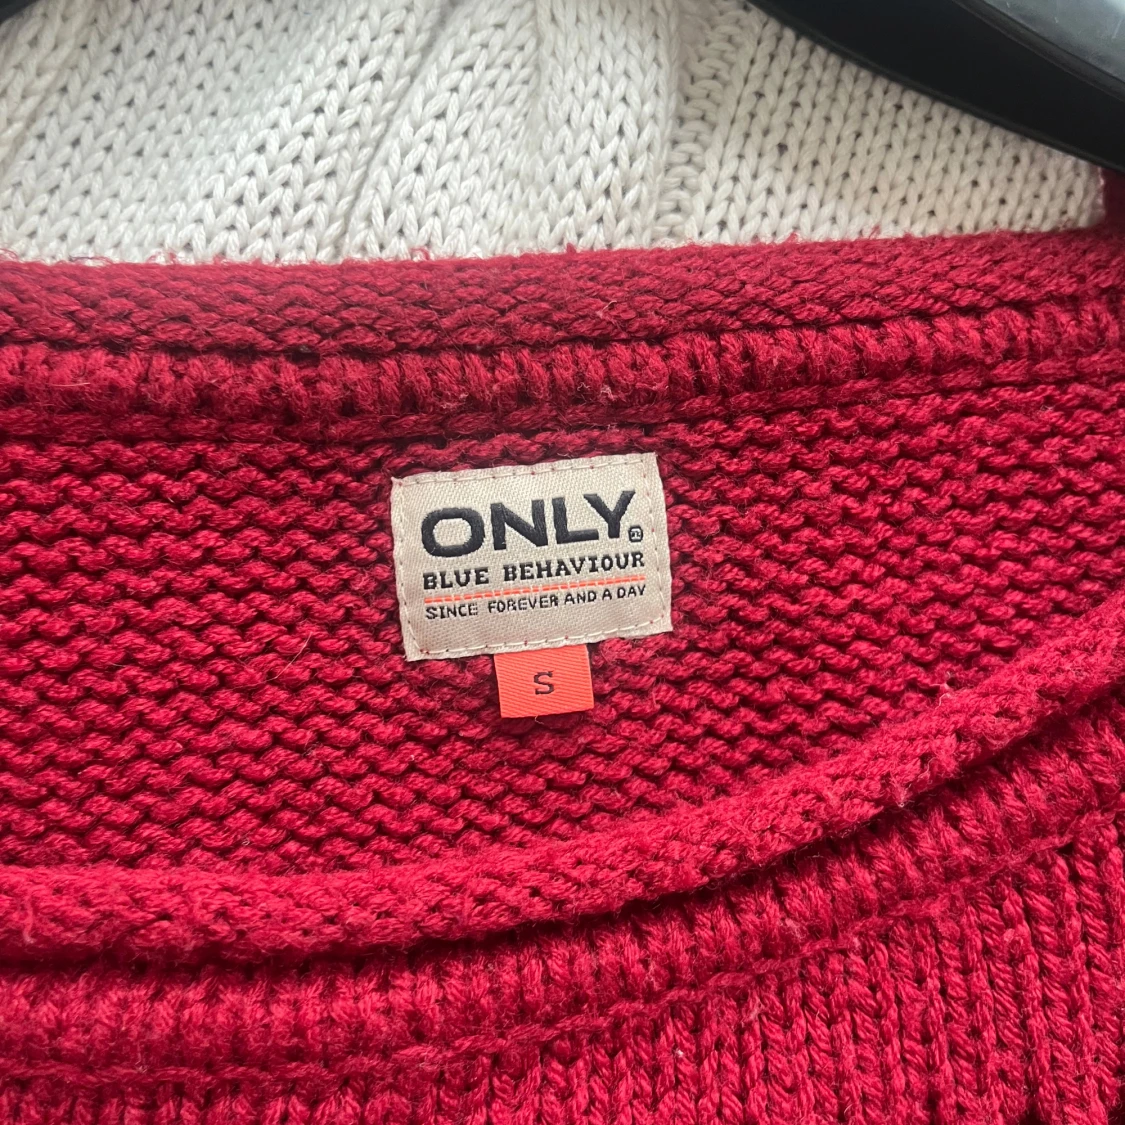 ONLY®
BLUE BEHAVIOUR
SINCE FOREVER AND A DAY
S